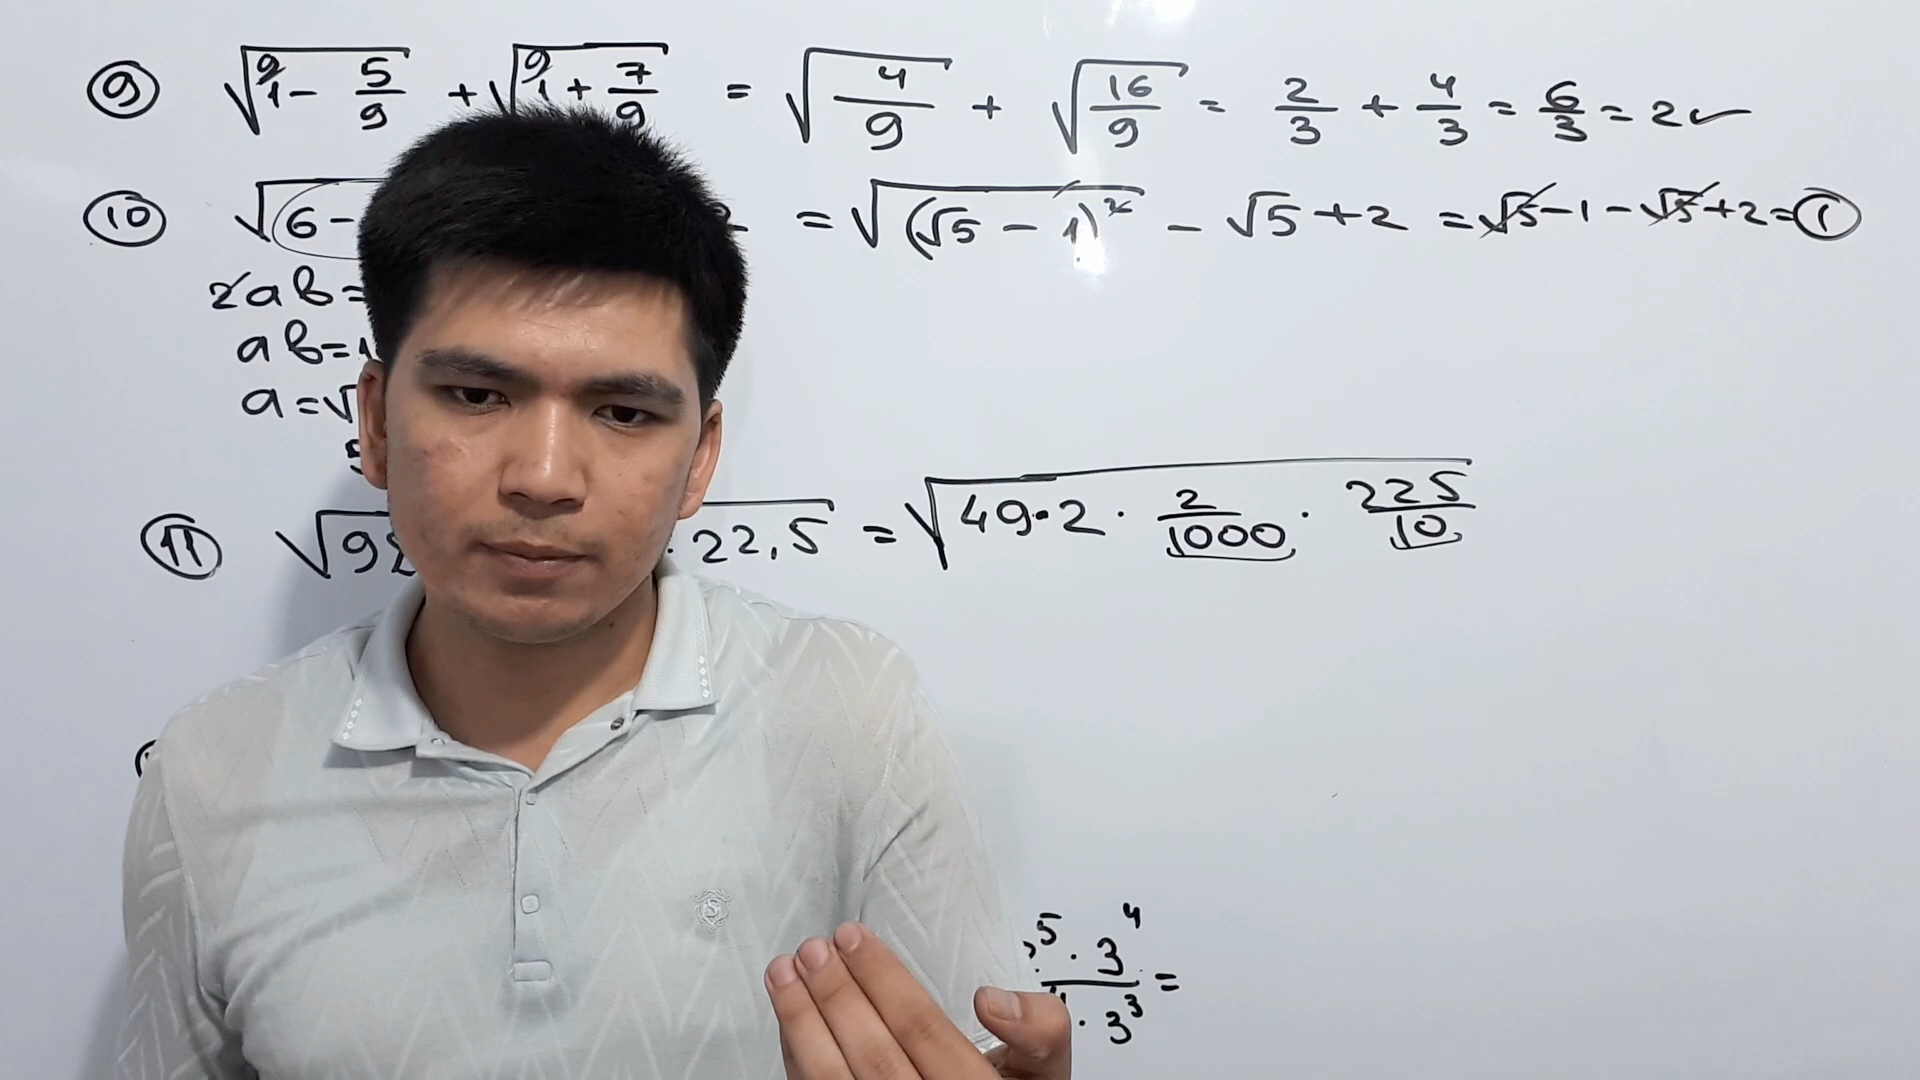 ⑨ √(1 - 5/9) + √(1 + 7/9) = √(4/9) + √(16/9) = 2/3 + 4/3 = 6/3 = 2
⑩ √(6 - = √((√5 - 1)²) - √5 + 2 = √5 - 1 - √5 + 2 = 1
2ab=
ab=
a=√
⑪ √9 · 22,5 = √(49·2 · 2/1000 · 225/10)
5 · 3⁴ =
· 3³